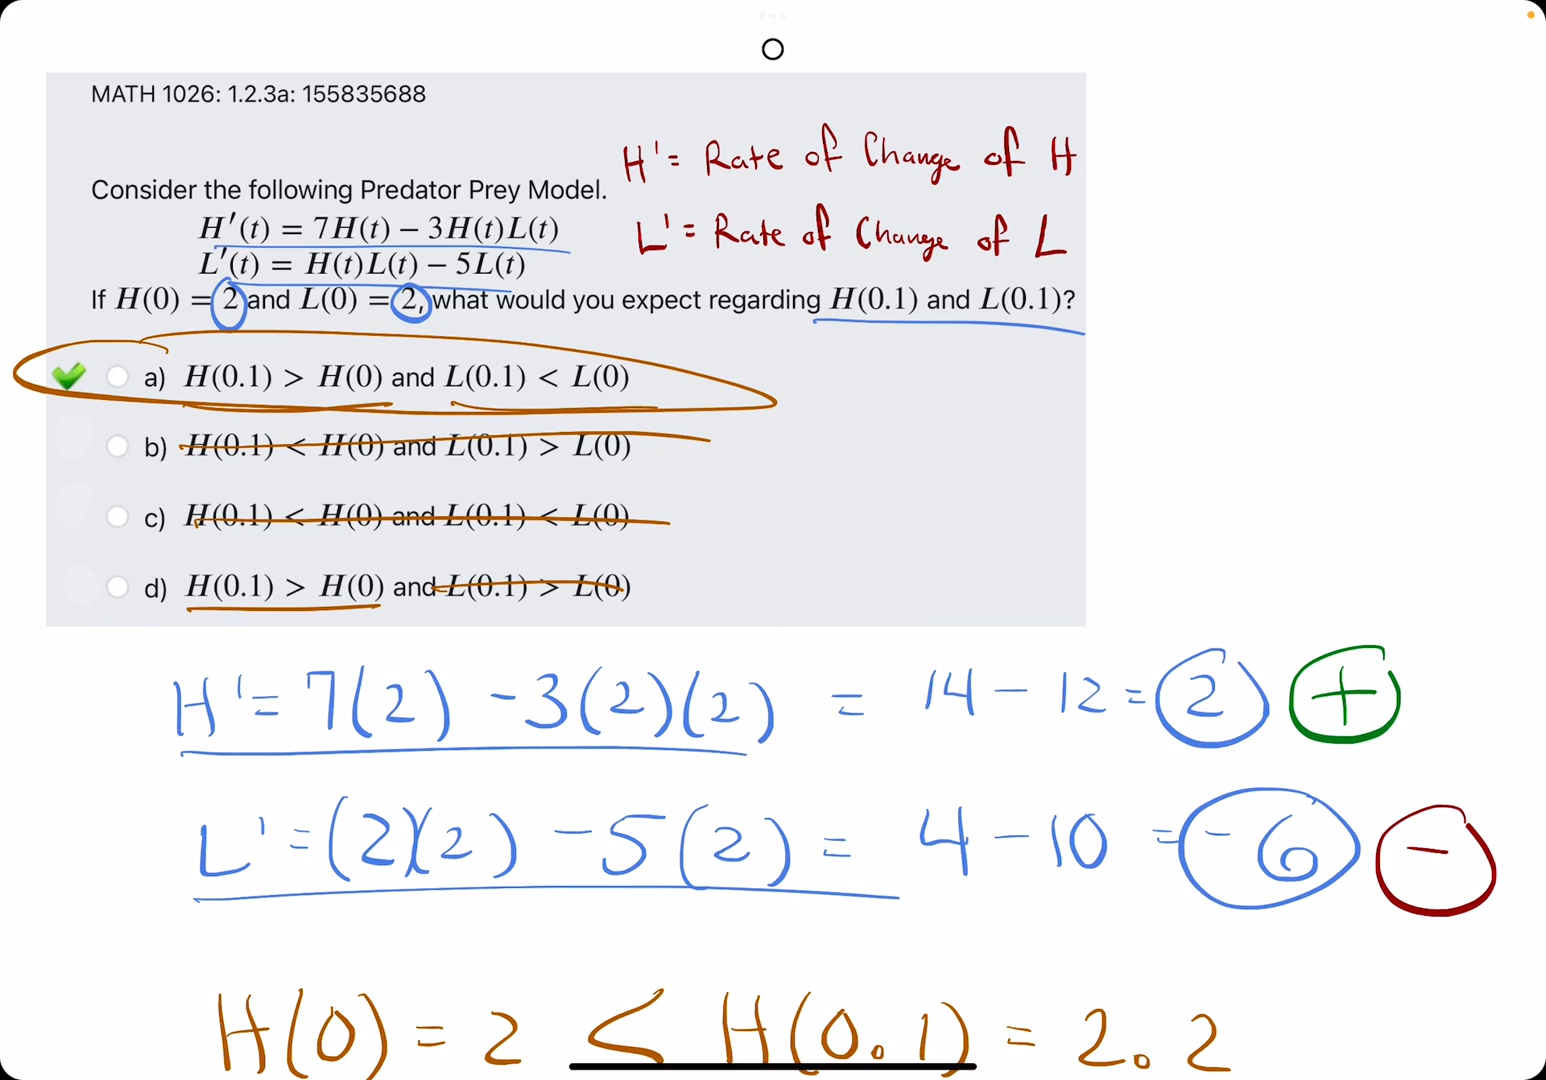 MATH 1026: 1.2.3a: 155835688
H' = Rate of Change of H
Consider the following Predator Prey Model.
H′(t) = 7H(t) − 3H(t)L(t)
L' = Rate of Change of L
L′(t) = H(t)L(t) − 5L(t)
If H(0) = 2 and L(0) = 2, what would you expect regarding H(0.1) and L(0.1)?
a) H(0.1) > H(0) and L(0.1) < L(0)
b) H(0.1) < H(0) and L(0.1) > L(0)
c) H(0.1) < H(0) and L(0.1) < L(0)
d) H(0.1) > H(0) and L(0.1) > L(0)
H' = 7(2) - 3(2)(2) = 14 - 12 = 2 +
L' = (2)(2) - 5(2) = 4 - 10 = -6 -
H(0) = 2 < H(0.1) = 2.2